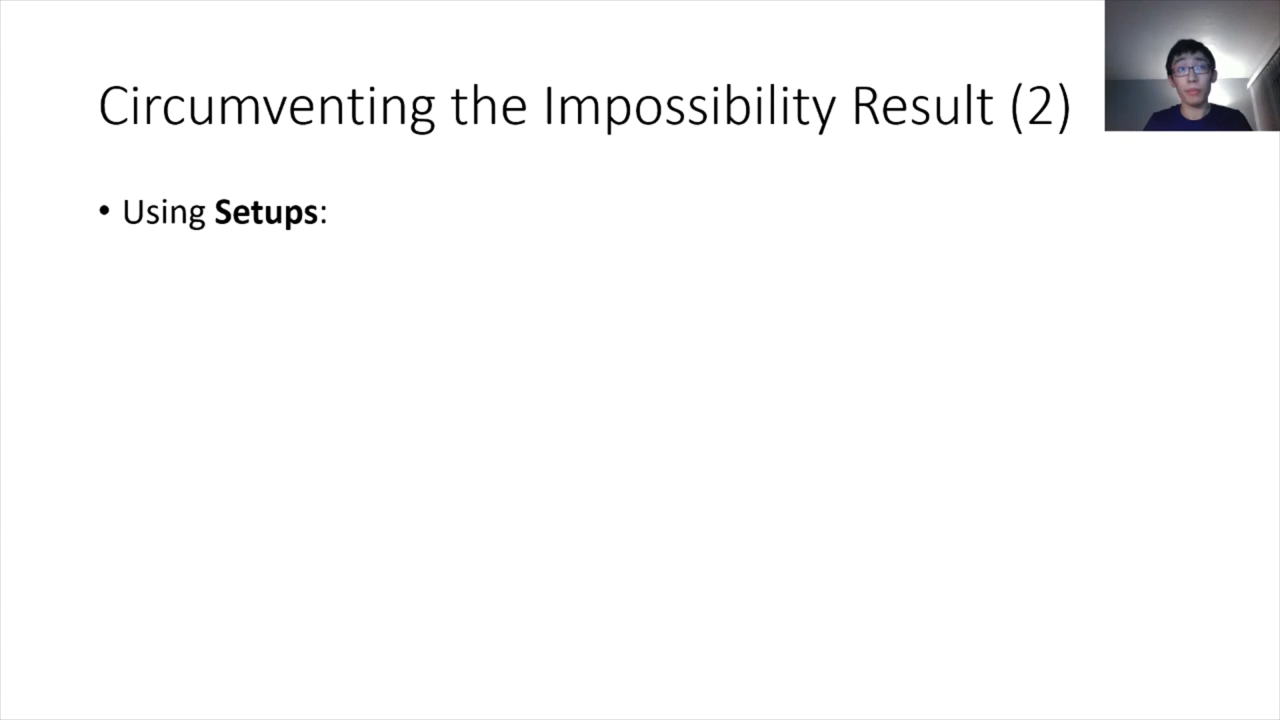 Circumventing the Impossibility Result (2)
• Using Setups: